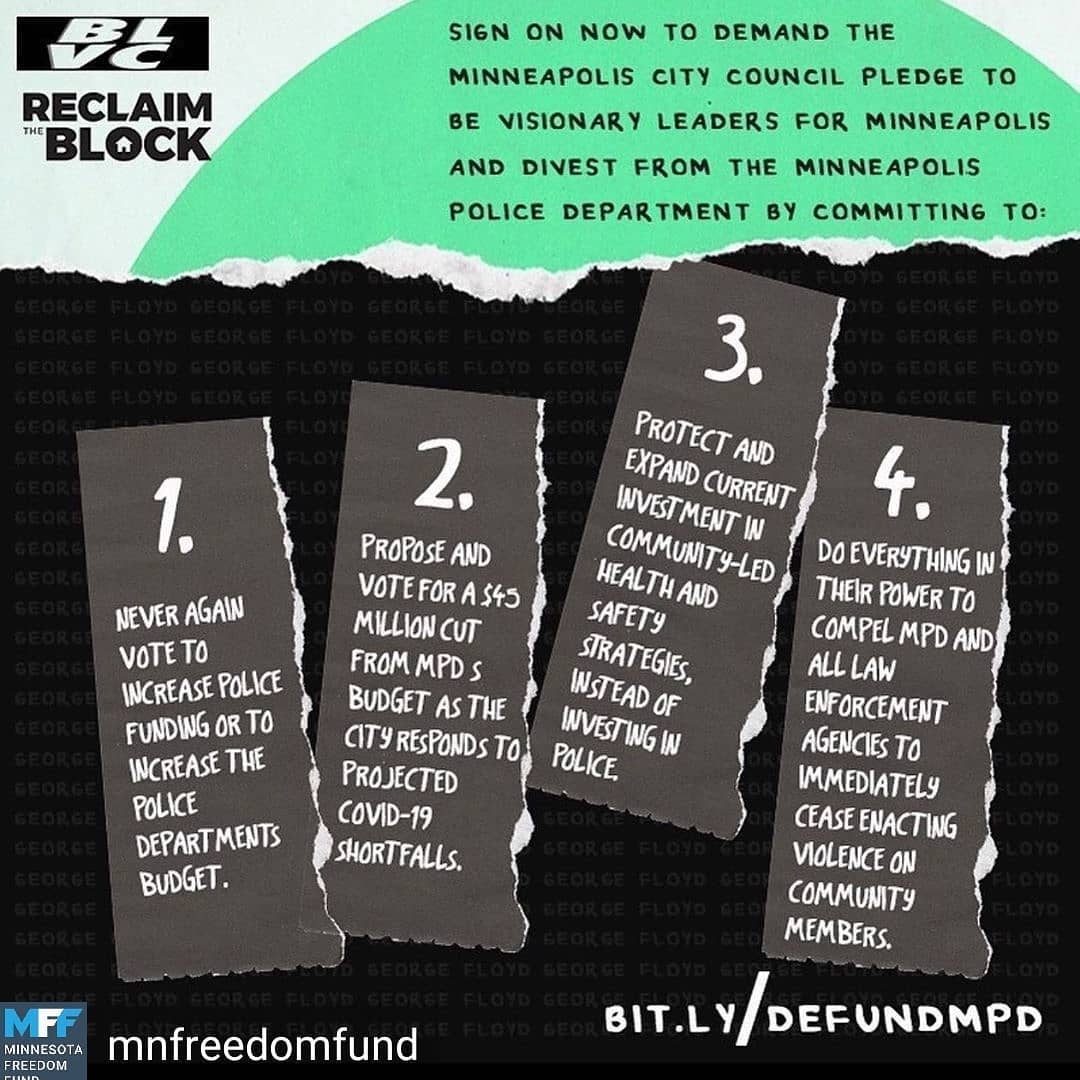 BL
VC
RECLAIM
THE BLOCK
SIGN ON NOW TO DEMAND THE
MINNEAPOLIS CITY COUNCIL PLEDGE TO
BE VISIONARY LEADERS FOR MINNEAPOLIS
AND DIVEST FROM THE MINNEAPOLIS
POLICE DEPARTMENT BY COMMITTING TO:
1.
NEVER AGAIN
VOTE TO
INCREASE POLICE
FUNDING OR TO
INCREASE THE
POLICE
DEPARTMENTS
BUDGET.
2.
PROPOSE AND
VOTE FOR A $45
MILLION CUT
FROM MPD S
BUDGET AS THE
CITY RESPONDS TO
PROJECTED
COVID-19
SHORTFALLS.
3.
PROTECT AND
EXPAND CURRENT
INVESTMENT IN
COMMUNITY-LED
HEALTH AND
SAFETY
STRATEGIES,
INSTEAD OF
INVESTING IN
POLICE.
4.
DO EVERYTHING IN
THEIR POWER TO
COMPEL MPD AND
ALL LAW
ENFORCEMENT
AGENCIES TO
IMMEDIATELY
CEASE ENACTING
VIOLENCE ON
COMMUNITY
MEMBERS.
GEORGE FLOYD GEORGE FLOYD GEORGE FLOYD
BIT.LY/DEFUNDMPD
MFF
MINNESOTA
FREEDOM
FUND
mnfreedomfund